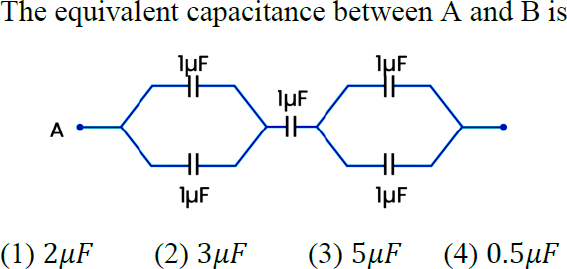 The equivalent capacitance between A and B is
1µF 1µF
1µF
A
1µF 1µF
(1) 2μF (2) 3μF (3) 5μF (4) 0.5μF